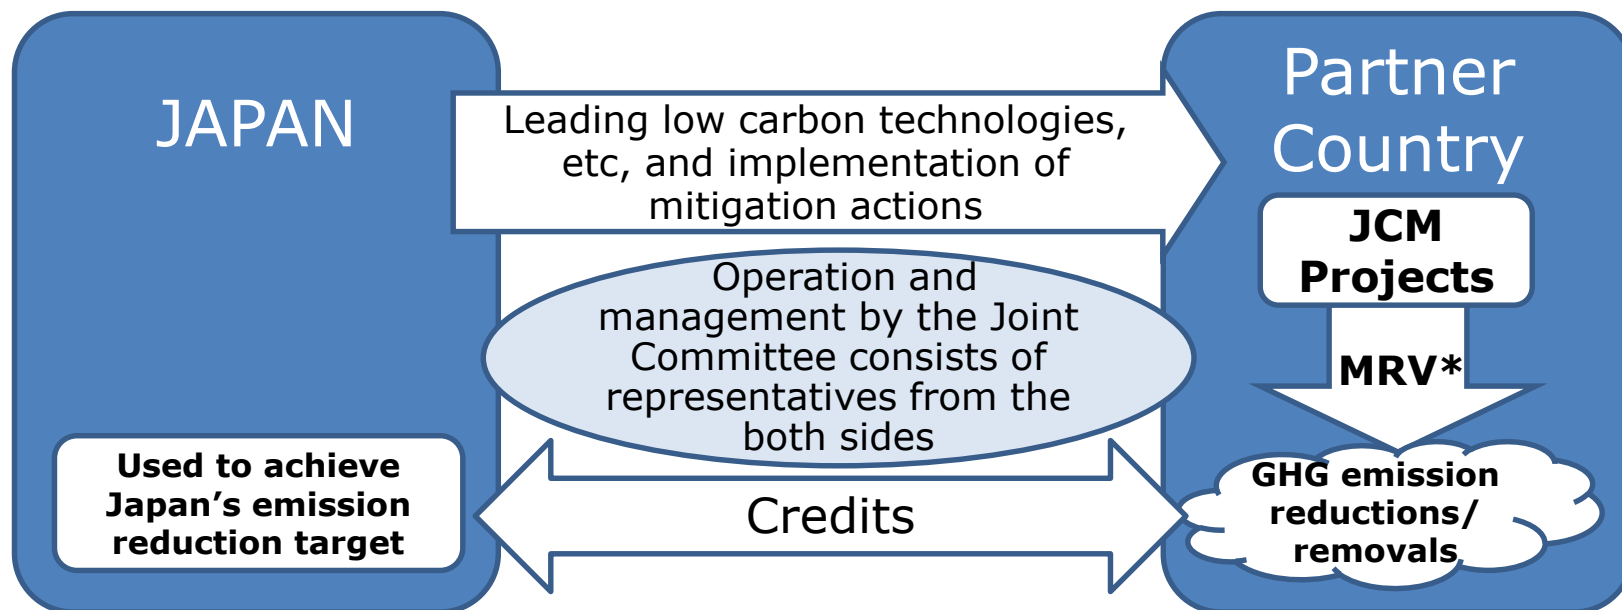 JAPAN
Leading low carbon technologies,
etc, and implementation of
mitigation actions
Partner
Country
JCM
Projects
Operation and
management by the Joint
Committee consists of
representatives from the
both sides
MRV*
Used to achieve
Japan’s emission
reduction target
Credits
GHG emission
reductions/
removals